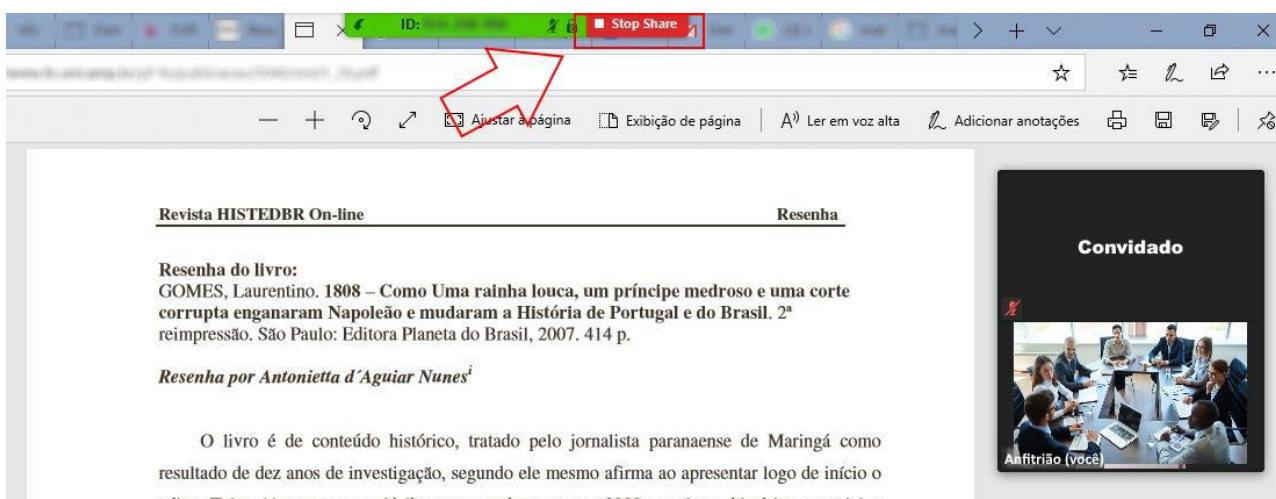 ID:
Stop Share
Ajustar à página
Exibição de página
Ler em voz alta
Adicionar anotações
Revista HISTEDBR On-line
Resenha
Resenha do livro:
GOMES, Laurentino. 1808 – Como Uma rainha louca, um príncipe medroso e uma corte
corrupta enganaram Napoleão e mudaram a História de Portugal e do Brasil. 2ª
reimpressão. São Paulo: Editora Planeta do Brasil, 2007. 414 p.
Resenha por Antonietta d´Aguiar Nunesⁱ
O livro é de conteúdo histórico, tratado pelo jornalista paranaense de Maringá como
resultado de dez anos de investigação, segundo ele mesmo afirma ao apresentar logo de início o
Convidado
Anfitrião (você)